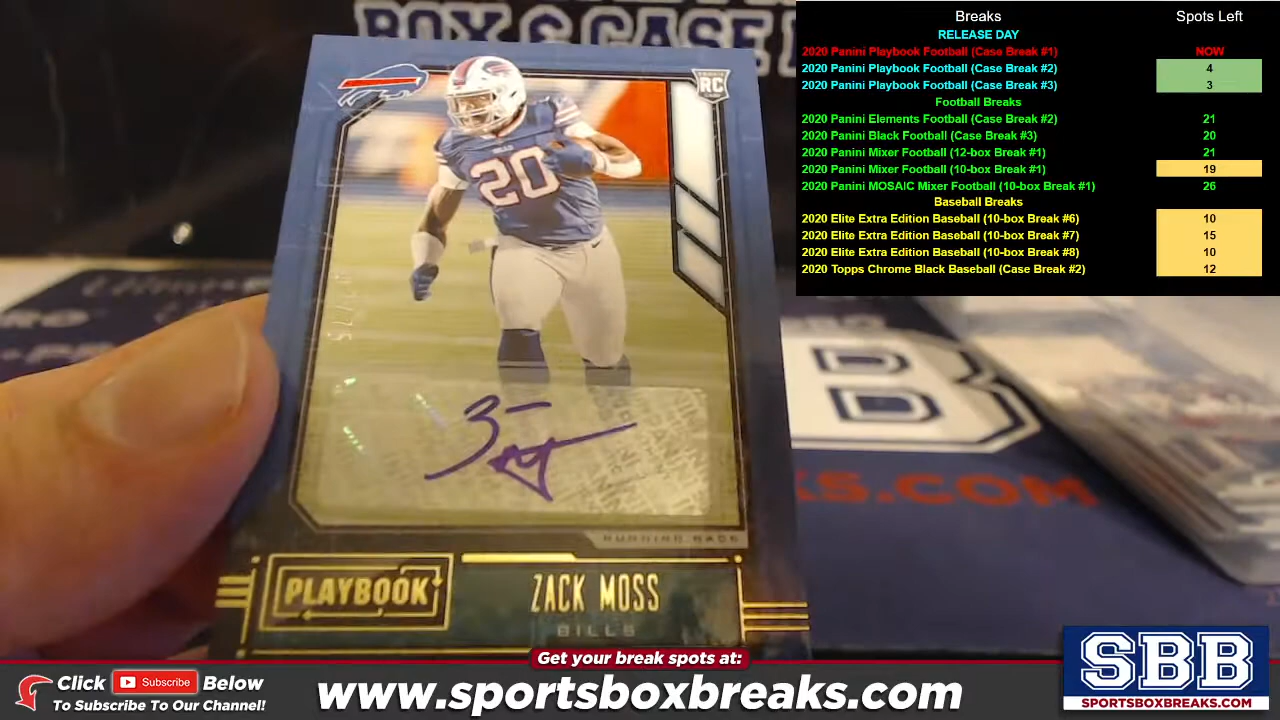 BOX & CASE
Breaks Spots Left
RELEASE DAY
2020 Panini Playbook Football (Case Break #1) NOW
2020 Panini Playbook Football (Case Break #2) 4
2020 Panini Playbook Football (Case Break #3) 3
Football Breaks
2020 Panini Elements Football (Case Break #2) 21
2020 Panini Black Football (Case Break #3) 20
2020 Panini Mixer Football (12-box Break #1) 21
2020 Panini Mixer Football (10-box Break #1) 19
2020 Panini MOSAIC Mixer Football (10-box Break #1) 26
Baseball Breaks
2020 Elite Extra Edition Baseball (10-box Break #6) 10
2020 Elite Extra Edition Baseball (10-box Break #7) 15
2020 Elite Extra Edition Baseball (10-box Break #8) 10
2020 Topps Chrome Black Baseball (Case Break #2) 12
RC
BILLS
20
B
KS.COM
RUNNING BACK
PLAYBOOK
ZACK MOSS
BILLS
Get your break spots at:
Click Subscribe Below
To Subscribe To Our Channel!
www.sportsboxbreaks.com
SBB
SPORTSBOXBREAKS.COM